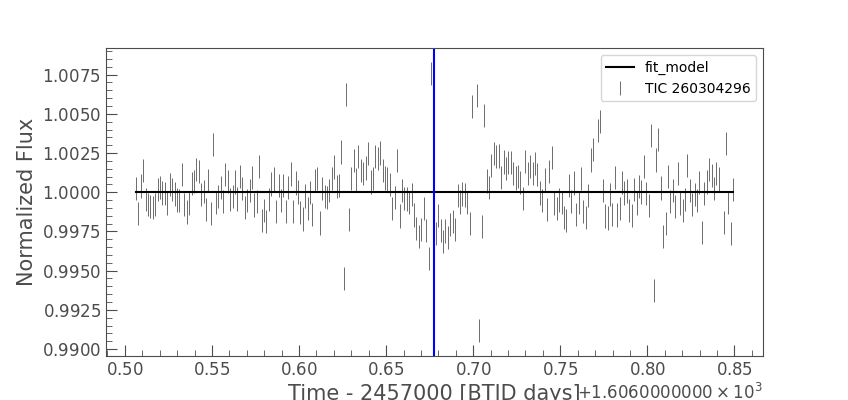 fit_model
TIC 260304296
1.0075
1.0050
1.0025
1.0000
0.9975
0.9950
0.9925
0.9900
Normalized Flux
0.50 0.55 0.60 0.65 0.70 0.75 0.80 0.85
Time - 2457000 [BTJD days]
+1.6060000000 × 10³